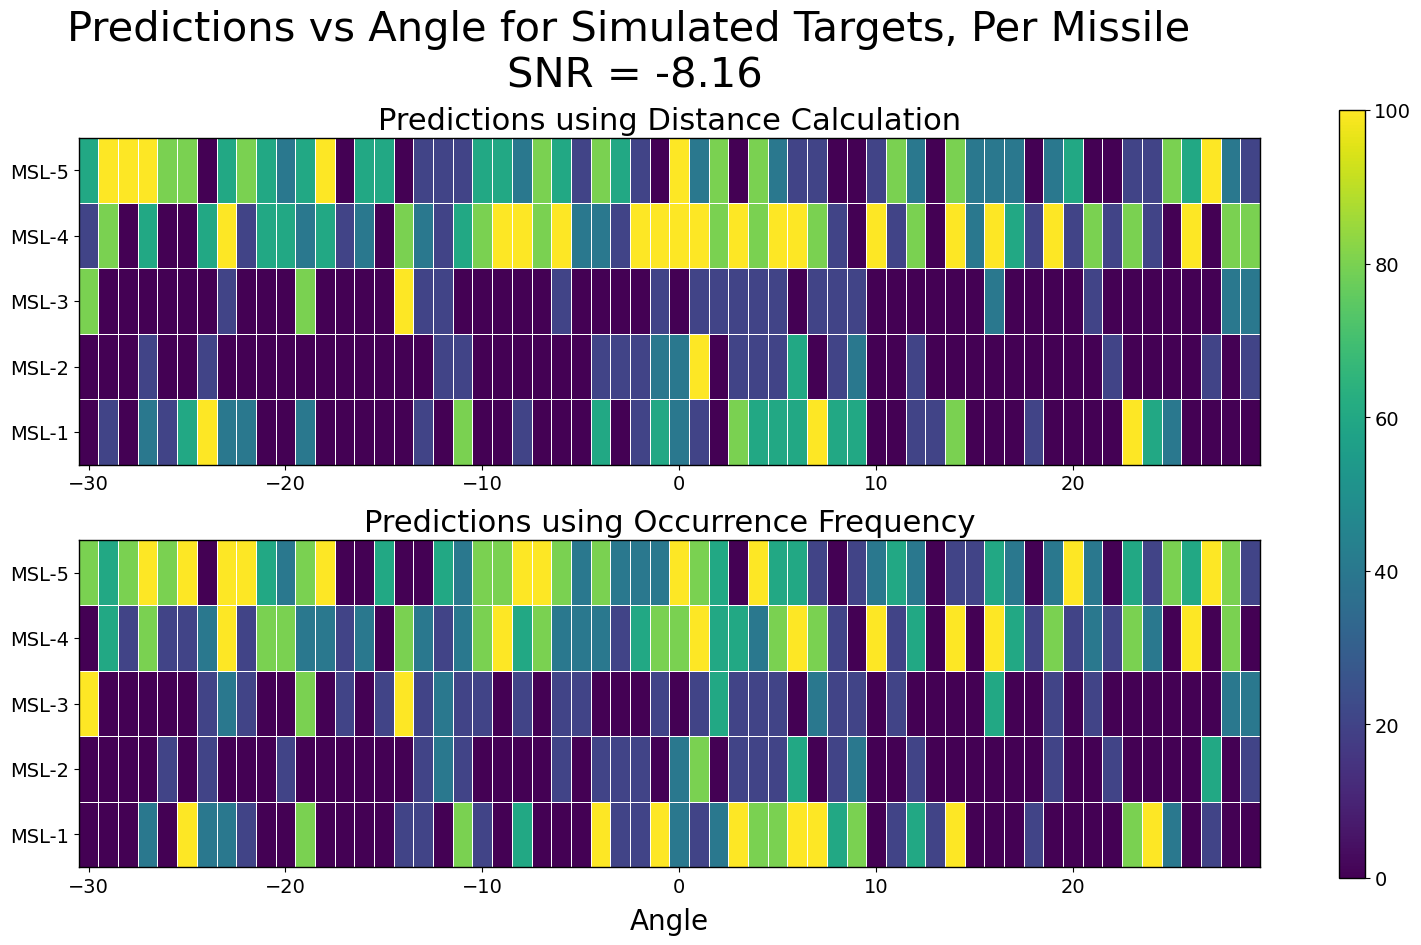 Predictions vs Angle for Simulated Targets, Per Missile
SNR = -8.16
Predictions using Distance Calculation
MSL-5
MSL-4
MSL-3
MSL-2
MSL-1
−30 −20 −10 0 10 20
Predictions using Occurrence Frequency
MSL-5
MSL-4
MSL-3
MSL-2
MSL-1
−30 −20 −10 0 10 20
Angle
100
80
60
40
20
0